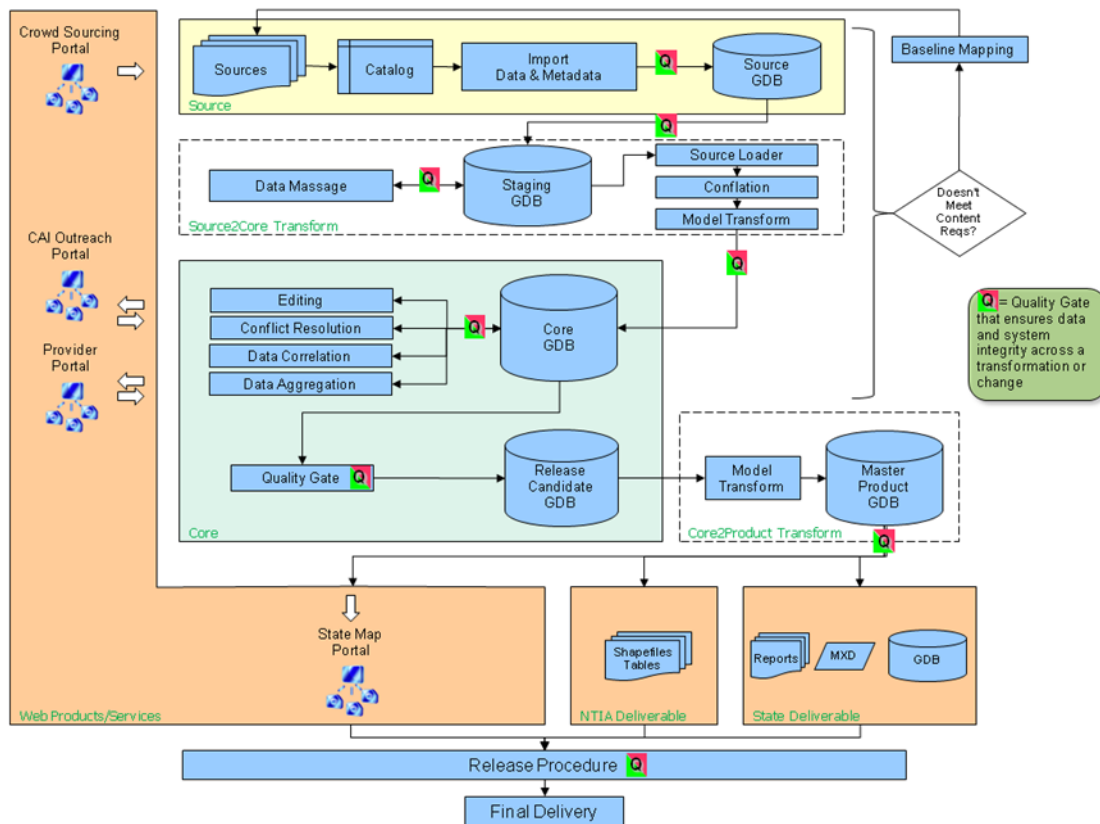 Crowd Sourcing
Portal
Sources
Catalog
Import
Data & Metadata
Q
Source
GDB
Source
Baseline Mapping
Q
Data Massage
Q
Staging
GDB
Source Loader
Conflation
Model Transform
Source2Core Transform
Doesn't
Meet
Content
Reqs?
CAI Outreach
Portal
Provider
Portal
Q
Editing
Conflict Resolution
Data Correlation
Data Aggregation
Q
Core
GDB
Q = Quality Gate
that ensures data
and system
integrity across a
transformation or
change
Quality Gate Q
Release
Candidate
GDB
Core
Model
Transform
Master
Product
GDB
Core2Product Transform
Q
State Map
Portal
Web Products/Services
Shapefiles
Tables
NTIA Deliverable
Reports
MXD
GDB
State Deliverable
Release Procedure Q
Final Delivery